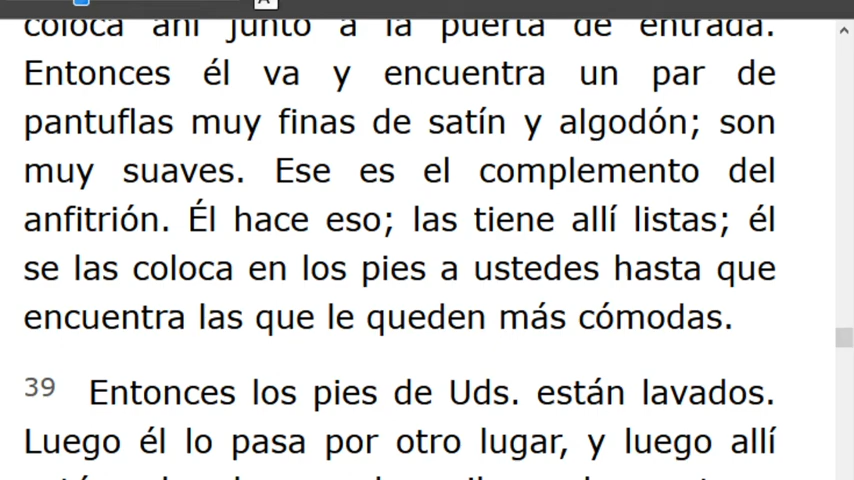 coloca ahí junto a la puerta de entrada.
Entonces él va y encuentra un par de
pantuflas muy finas de satín y algodón; son
muy suaves. Ese es el complemento del
anfitrión. Él hace eso; las tiene allí listas; él
se las coloca en los pies a ustedes hasta que
encuentra las que le queden más cómodas.
39 Entonces los pies de Uds. están lavados.
Luego él lo pasa por otro lugar, y luego allí